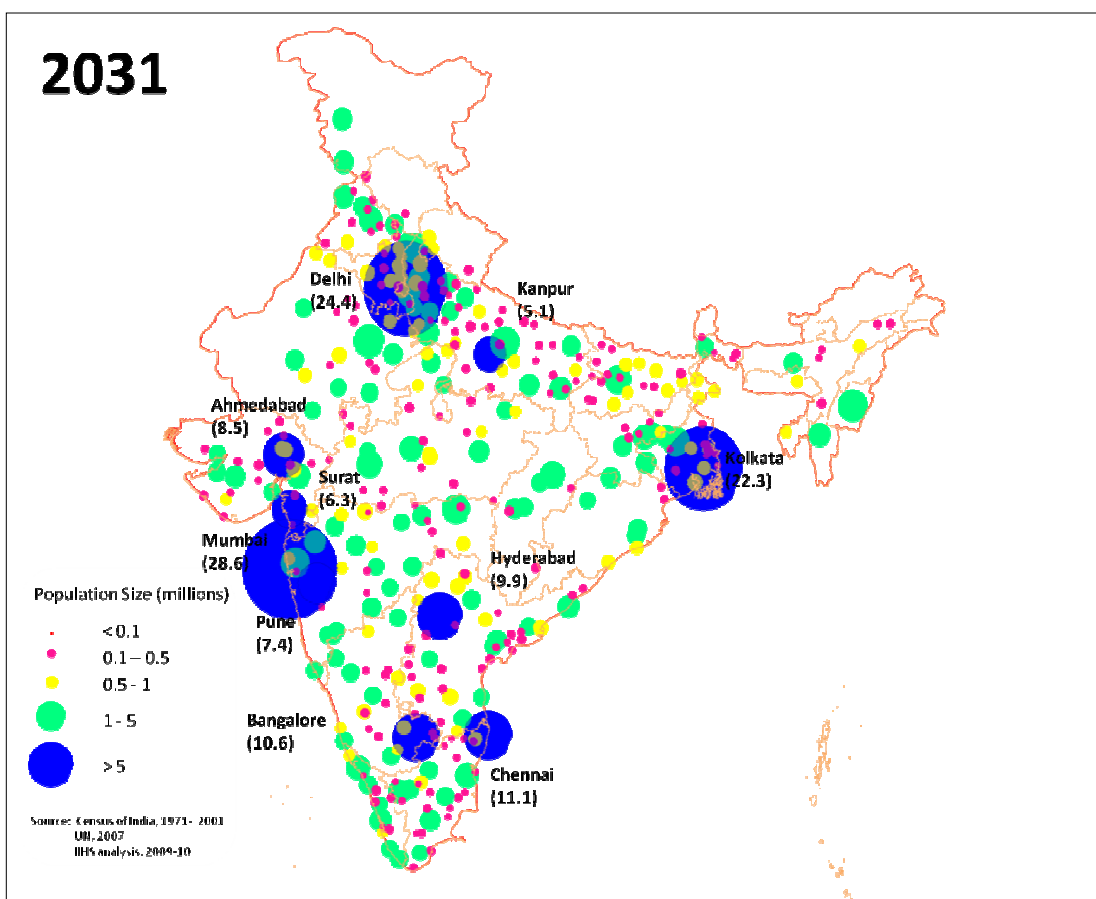 2031
Delhi
(24.4)
Kanpur
(5.1)
Ahmedabad
(8.5)
Surat
(6.3)
Kolkata
(22.3)
Mumbai
(28.6)
Hyderabad
(9.9)
Pune
(7.4)
Bangalore
(10.6)
Chennai
(11.1)
Population Size (millions)
< 0.1
0.1 – 0.5
0.5 - 1
1 - 5
>5
Source: Census of India, 1971 - 2001
UN, 2007
IIHS analysis, 2009-10